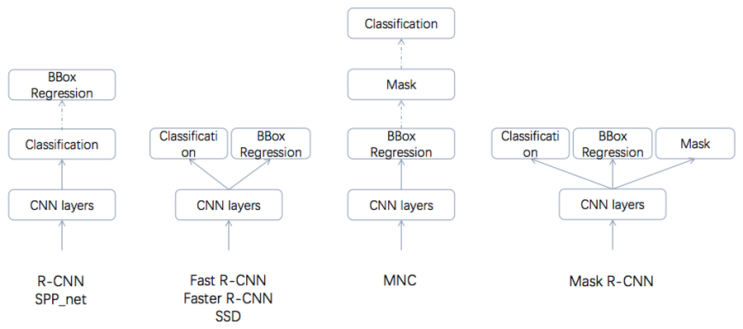 BBox
Regression
Classification
CNN layers
R-CNN
SPP_net
Classificati
on
BBox
Regression
CNN layers
Fast R-CNN
Faster R-CNN
SSD
Classification
Mask
BBox
Regression
CNN layers
MNC
Classificati
on
BBox
Regression
Mask
CNN layers
Mask R-CNN